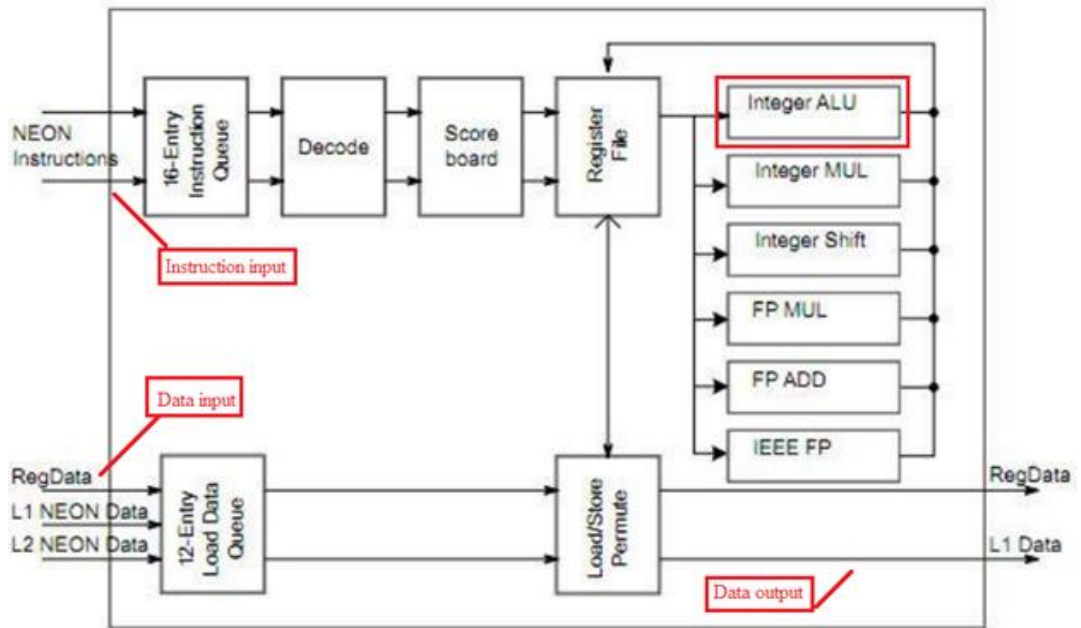 NEON
Instructions
16-Entry
Instruction
Queue
Decode
Score
board
Register
File
Integer ALU
Integer MUL
Integer Shift
FP MUL
FP ADD
IEEE FP
Instruction input
Data input
RegData
L1 NEON Data
L2 NEON Data
12-Entry
Load Data
Queue
Load/Store
Permute
RegData
L1 Data
Data output